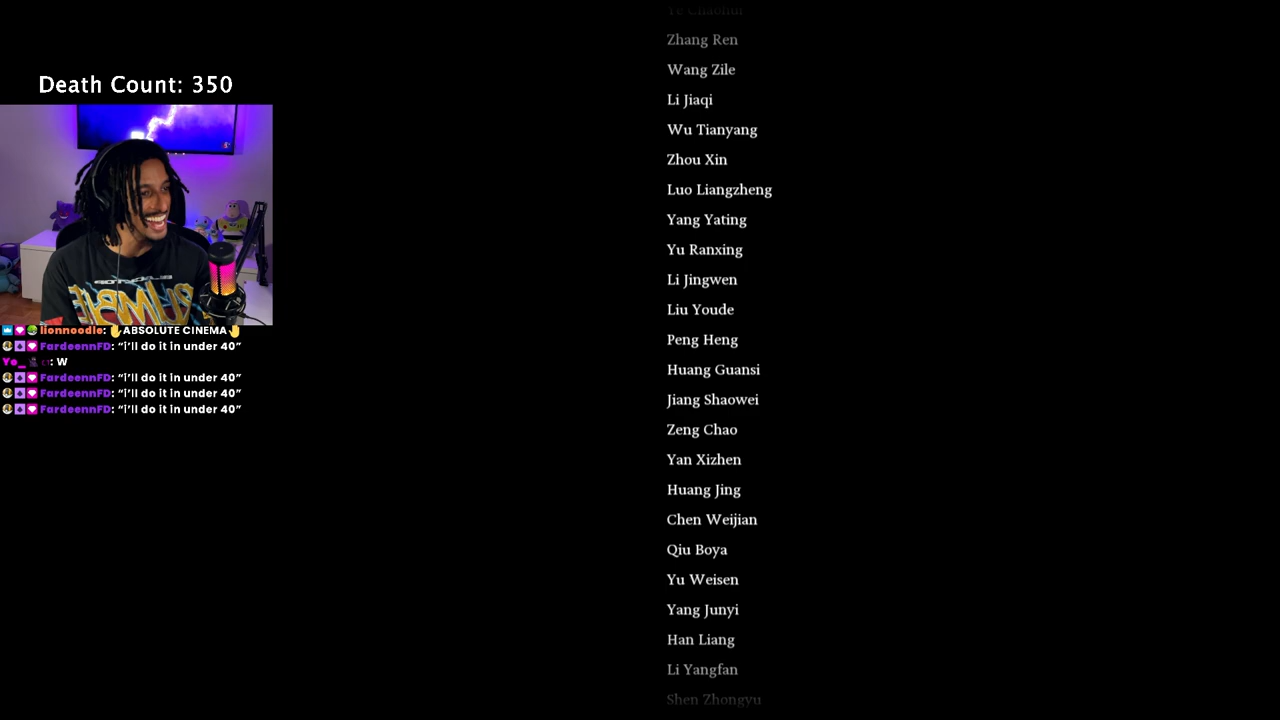 Death Count: 350
lionnoodle: ✋ABSOLUTE CINEMA🤚
FardeennFD: “i’ll do it in under 40”
: W
FardeennFD: “i’ll do it in under 40”
FardeennFD: “i’ll do it in under 40”
FardeennFD: “i’ll do it in under 40”
Zhang Ren
Wang Zile
Li Jiaqi
Wu Tianyang
Zhou Xin
Luo Liangzheng
Yang Yating
Yu Ranxing
Li Jingwen
Liu Youde
Peng Heng
Huang Guansi
Jiang Shaowei
Zeng Chao
Yan Xizhen
Huang Jing
Chen Weijian
Qiu Boya
Yu Weisen
Yang Junyi
Han Liang
Li Yangfan
Shen Zhongyu